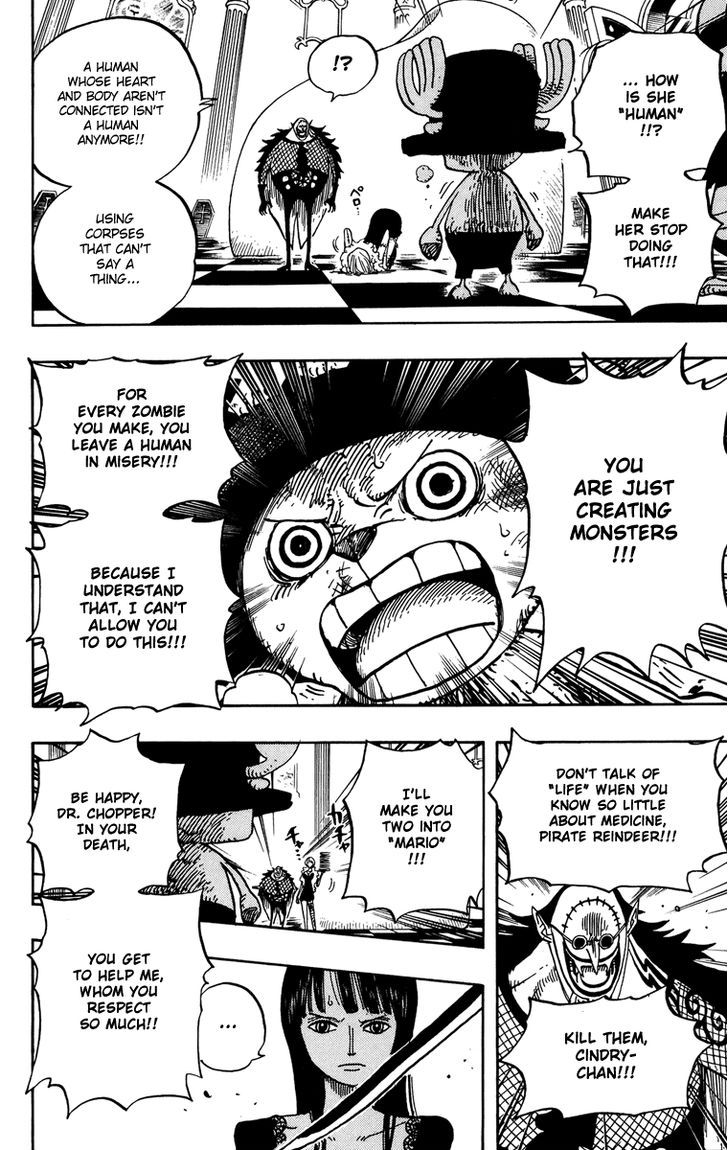 ... HOW
IS SHE
"HUMAN"
!!?
MAKE
HER STOP
DOING
THAT!!!
!?
A HUMAN
WHOSE HEART
AND BODY AREN'T
CONNECTED ISN'T
A HUMAN
ANYMORE!!
USING
CORPSES
THAT CAN'T
SAY A
THING...
ペロ...
YOU
ARE JUST
CREATING
MONSTERS
!!!
FOR
EVERY ZOMBIE
YOU MAKE, YOU
LEAVE A HUMAN
IN MISERY!!!
BECAUSE I
UNDERSTAND
THAT, I CAN'T
ALLOW YOU
TO DO THIS!!!
DON'T TALK OF
"LIFE" WHEN YOU
KNOW SO LITTLE
ABOUT MEDICINE,
PIRATE REINDEER!!!
KILL THEM,
CINDRY-
CHAN!!!
I'LL
MAKE YOU
TWO INTO
"MARIO"
!!!
BE HAPPY,
DR. CHOPPER!
IN YOUR
DEATH,
YOU GET
TO HELP ME,
WHOM YOU
RESPECT
SO MUCH!!
...